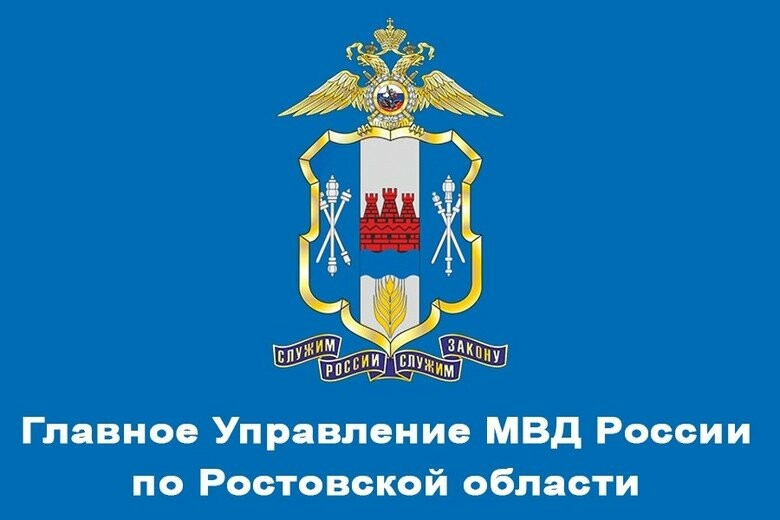 СЛУЖИМ
РОССИИ
СЛУЖИМ
ЗАКОНУ
Главное Управление МВД России
по Ростовской области